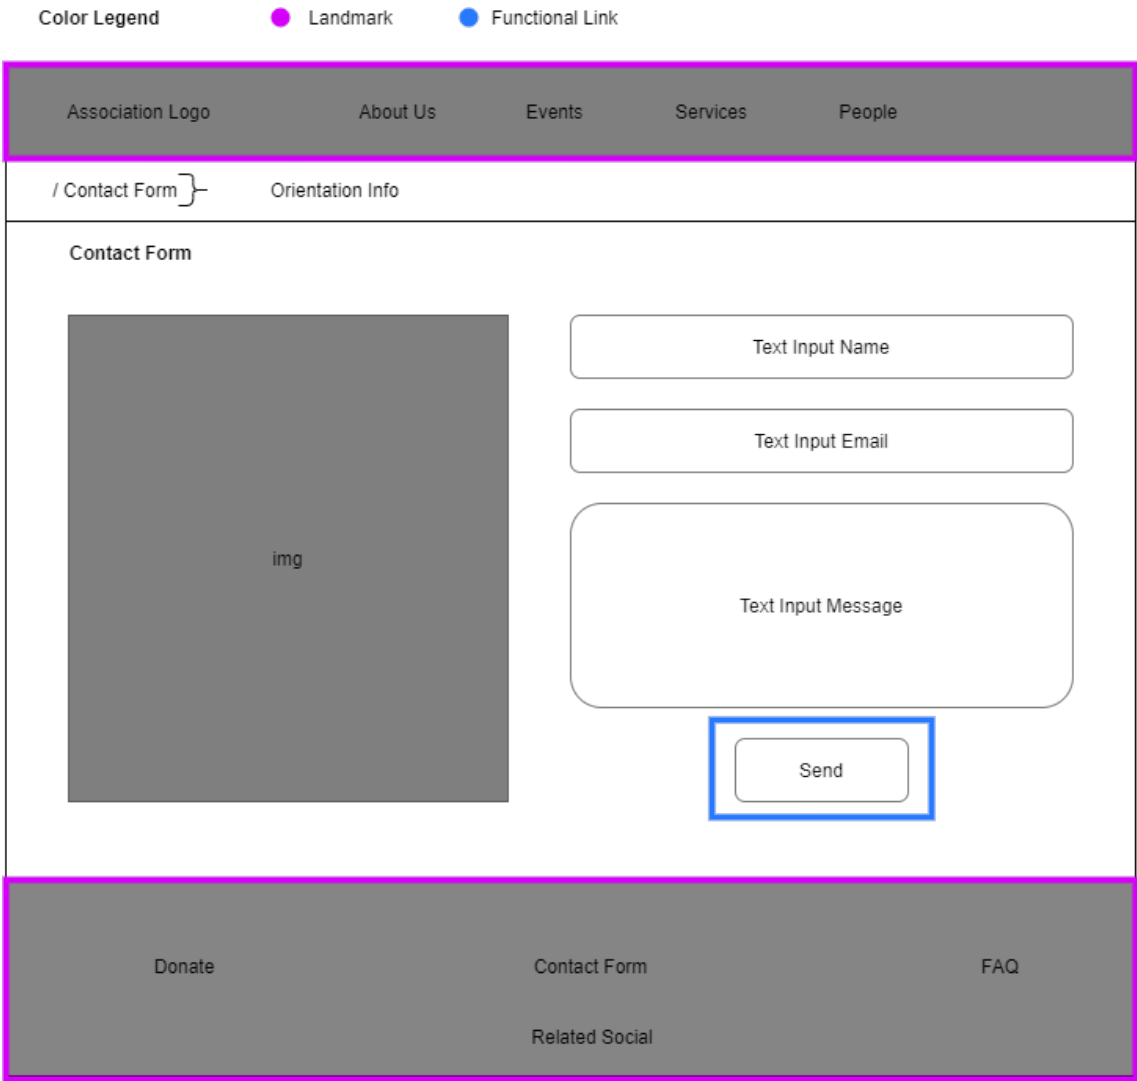 Color Legend Landmark Functional Link
Association Logo About Us Events Services People
/ Contact Form Orientation Info
Contact Form
Text Input Name
Text Input Email
img
Text Input Message
Send
Donate Contact Form FAQ
Related Social